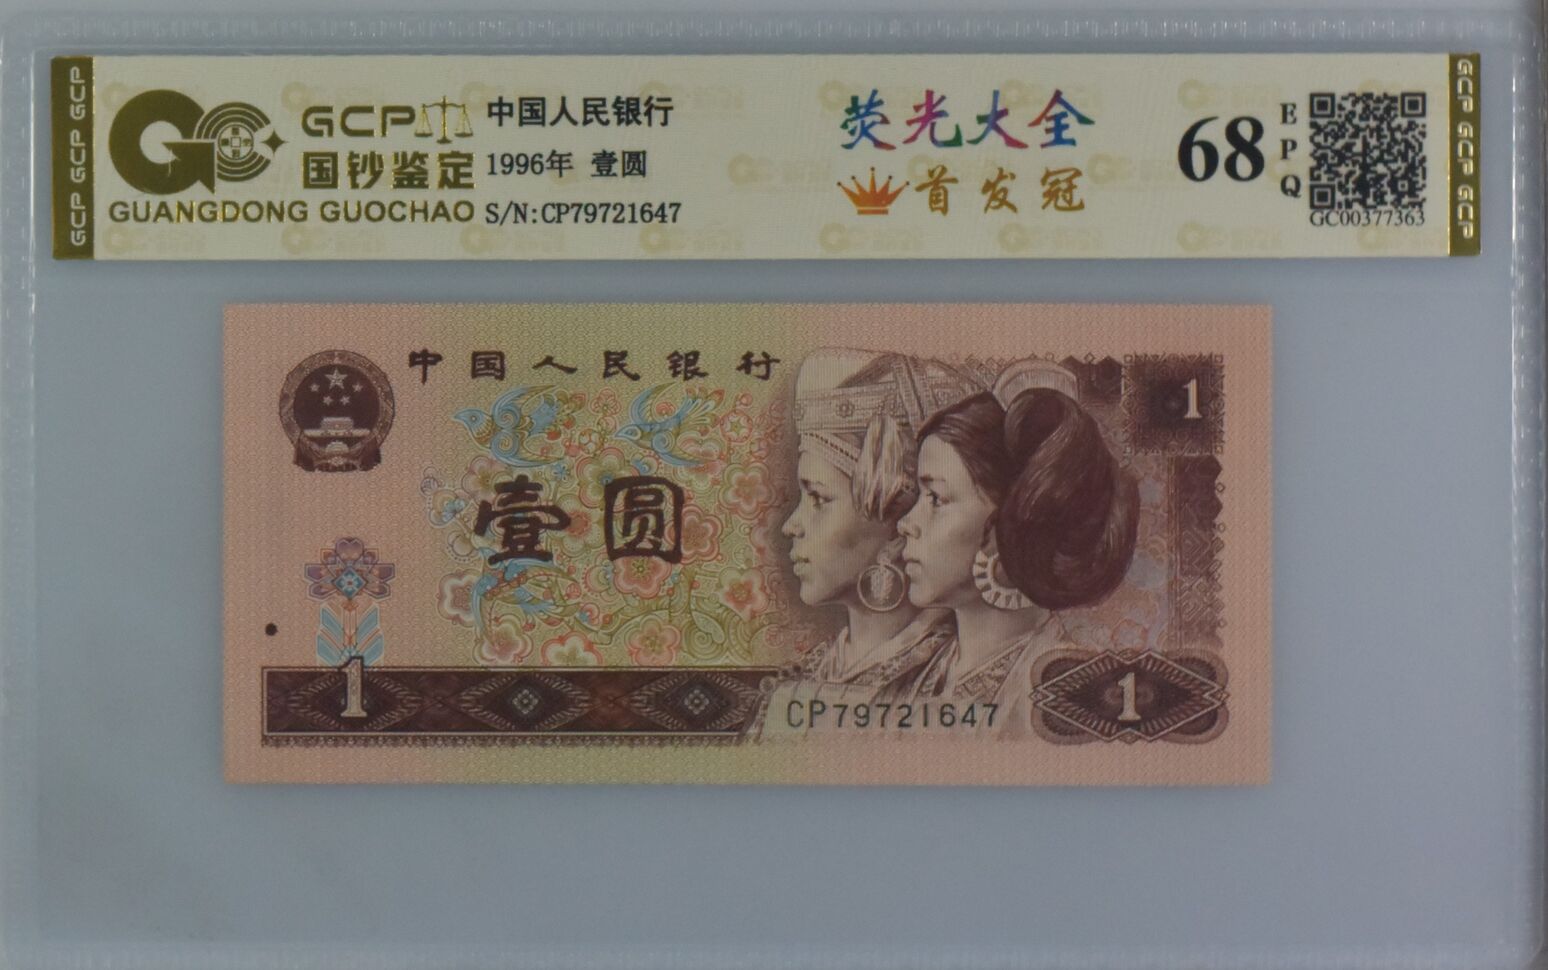 GCP GCP GCP
GCP
国钞鉴定
GUANGDONG GUOCHAO
中国人民银行
1996年 壹圆
S/N:CP79721647
荧光大全
首发冠
68
EPQ
GC00377363
GCP GCP GCP
中国人民银行
1
壹圆
1
CP79721647
1